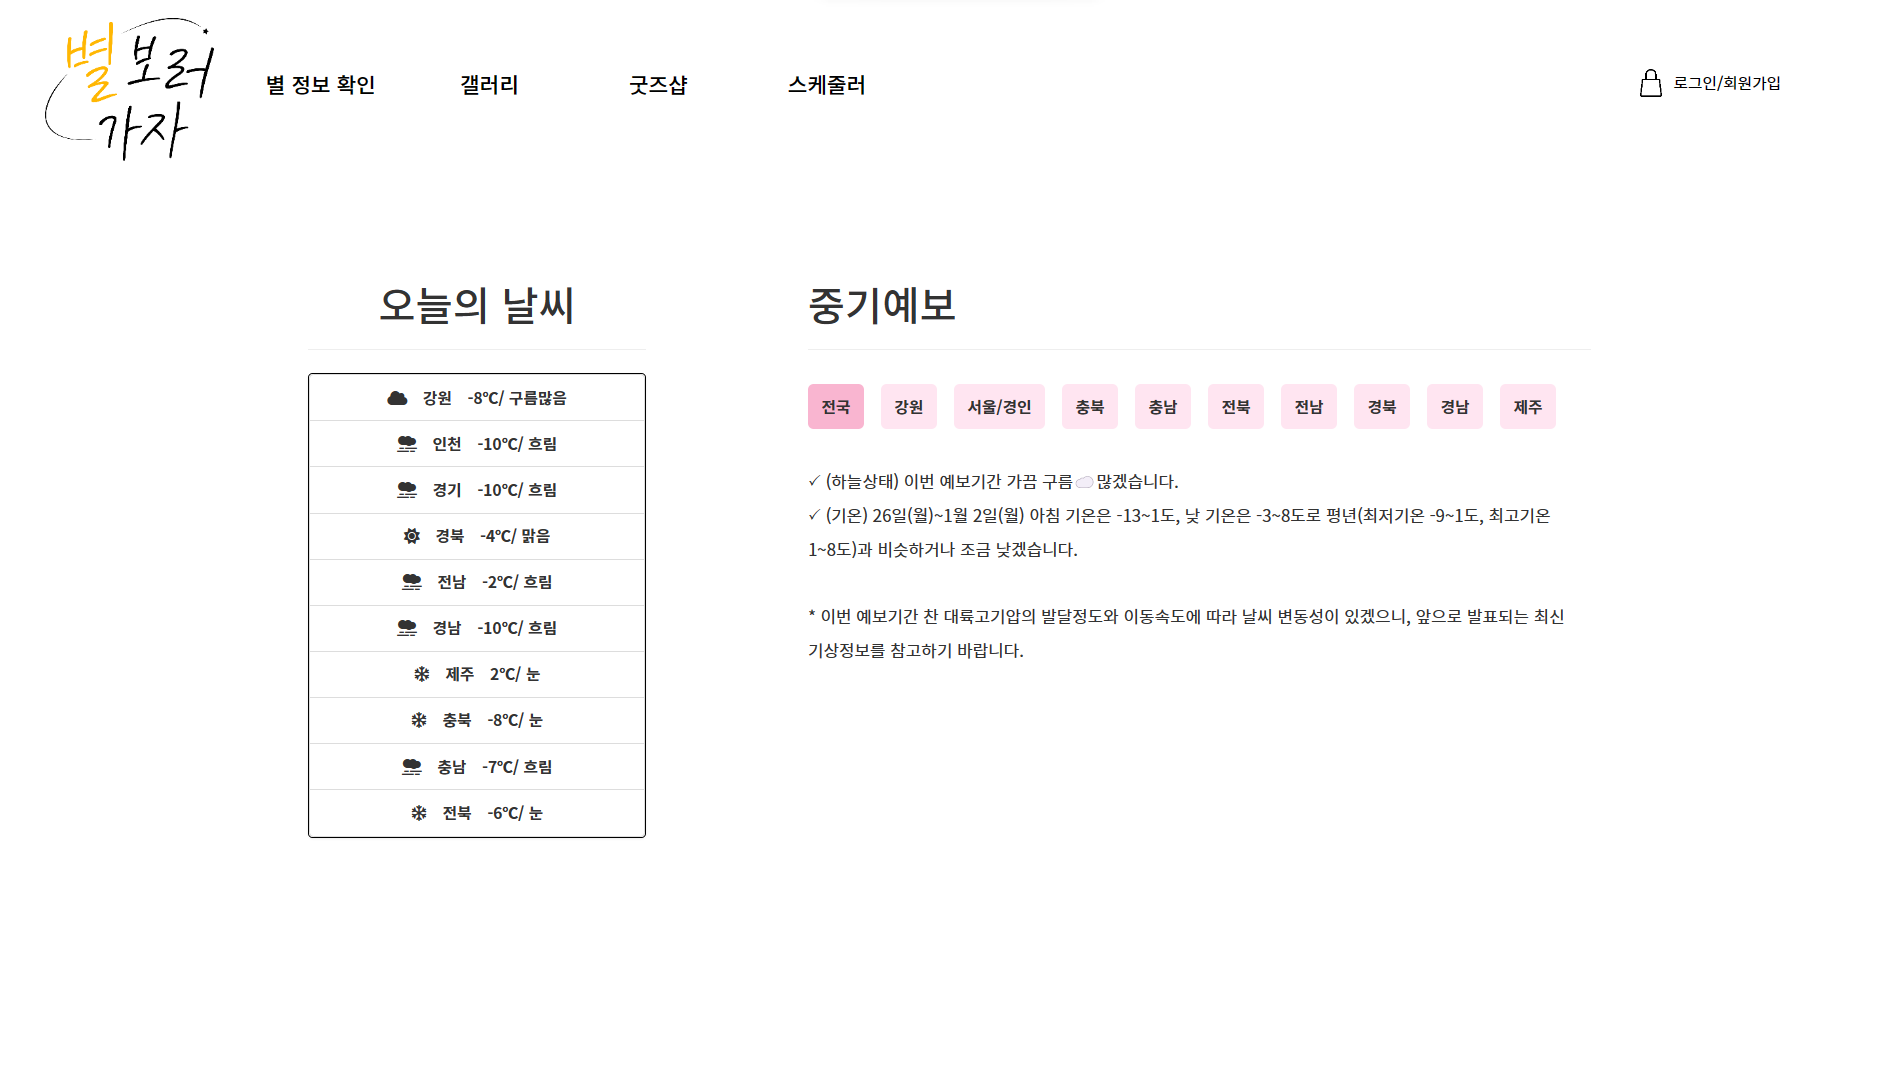 별 보러
가자
별 정보 확인
갤러리
굿즈샵
스케줄러
로그인/회원가입
오늘의 날씨
강원 -8℃/ 구름많음
인천 -10℃/ 흐림
경기 -10℃/ 흐림
경북 -4℃/ 맑음
전남 -2℃/ 흐림
경남 -10℃/ 흐림
제주 2℃/ 눈
충북 -8℃/ 눈
충남 -7℃/ 흐림
전북 -6℃/ 눈
중기예보
전국 강원 서울/경인 충북 충남 전북 전남 경북 경남 제주
✓ (하늘상태) 이번 예보기간 가끔 구름☁많겠습니다.
✓ (기온) 26일(월)~1월 2일(월) 아침 기온은 -13~1도, 낮 기온은 -3~8도로 평년(최저기온 -9~1도, 최고기온
1~8도)과 비슷하거나 조금 낮겠습니다.
* 이번 예보기간 찬 대륙고기압의 발달정도와 이동속도에 따라 날씨 변동성이 있겠으니, 앞으로 발표되는 최신
기상정보를 참고하기 바랍니다.